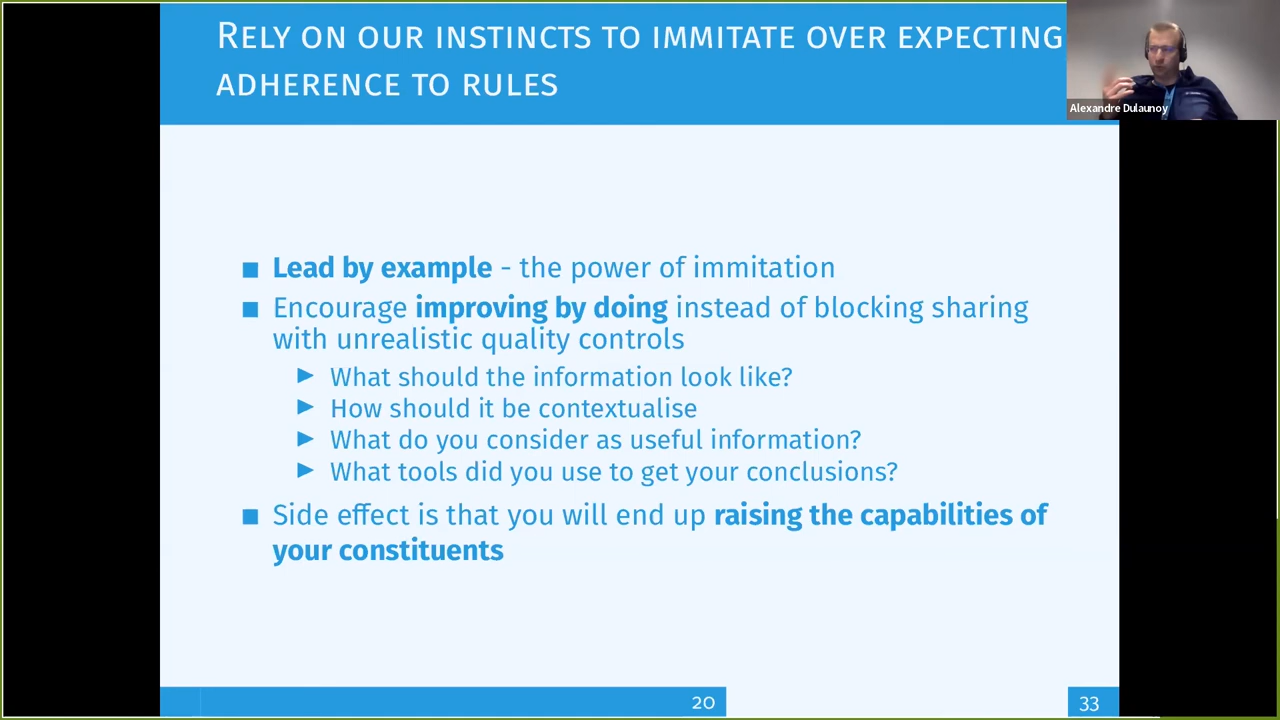 RELY ON OUR INSTINCTS TO IMMITATE OVER EXPECTING
ADHERENCE TO RULES
Alexandre Dulaunoy
■ Lead by example - the power of immitation
■ Encourage improving by doing instead of blocking sharing
with unrealistic quality controls
▶ What should the information look like?
▶ How should it be contextualise
▶ What do you consider as useful information?
▶ What tools did you use to get your conclusions?
■ Side effect is that you will end up raising the capabilities of
your constituents
20
33